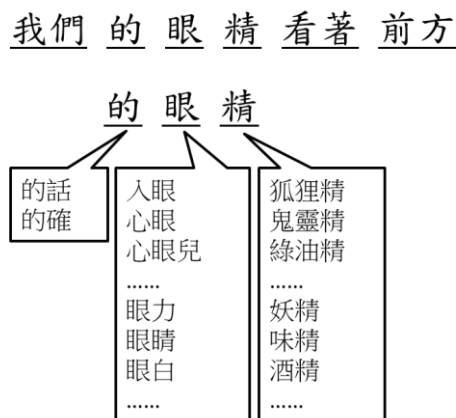 我們 的 眼 精 看著 前方
的 眼 精
的話
的確
入眼
心眼
心眼兒
......
眼力
眼睛
眼白
......
狐狸精
鬼靈精
綠油精
......
妖精
味精
酒精
......